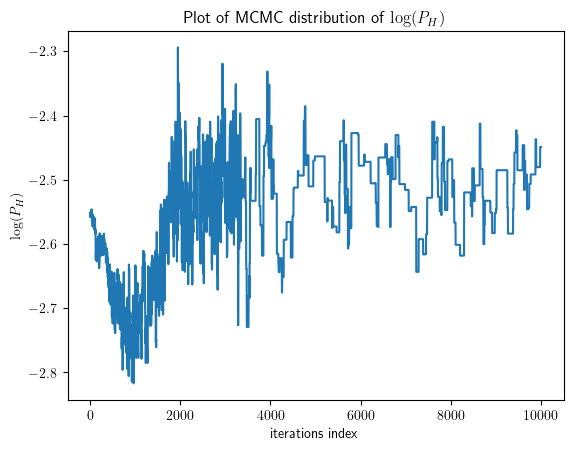 Plot of MCMC distribution of log(P_H)
−2.3
−2.4
−2.5
−2.6
−2.7
−2.8
log(P_H)
0 2000 4000 6000 8000 10000
iterations index